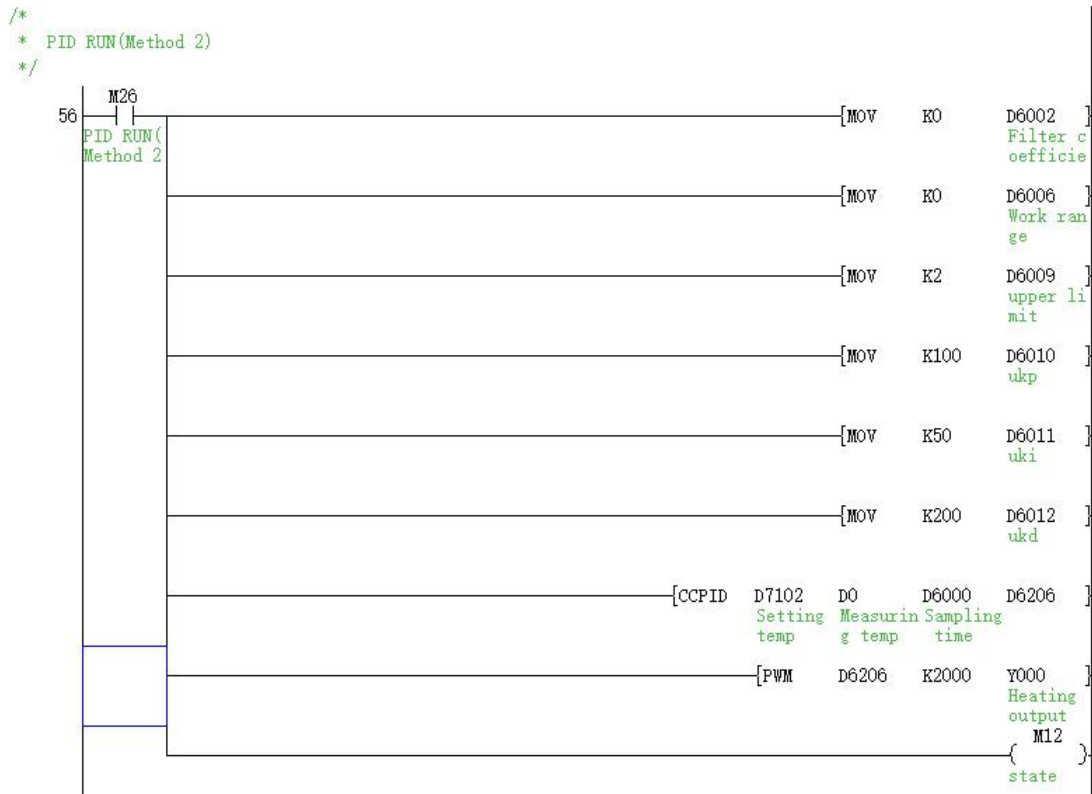 /*
* PID RUN(Method 2)
*/
M26
56
PID RUN(
Method 2
[MOV K0 D6002 ]
Filter c
oefficie
[MOV K0 D6006 ]
Work ran
ge
[MOV K2 D6009 ]
upper li
mit
[MOV K100 D6010 ]
ukp
[MOV K50 D6011 ]
uki
[MOV K200 D6012 ]
ukd
[CCPID D7102 D0 D6000 D6206 ]
Setting Measurin Sampling
temp g temp time
[PWM D6206 K2000 Y000 ]
Heating
output
M12
( )
state